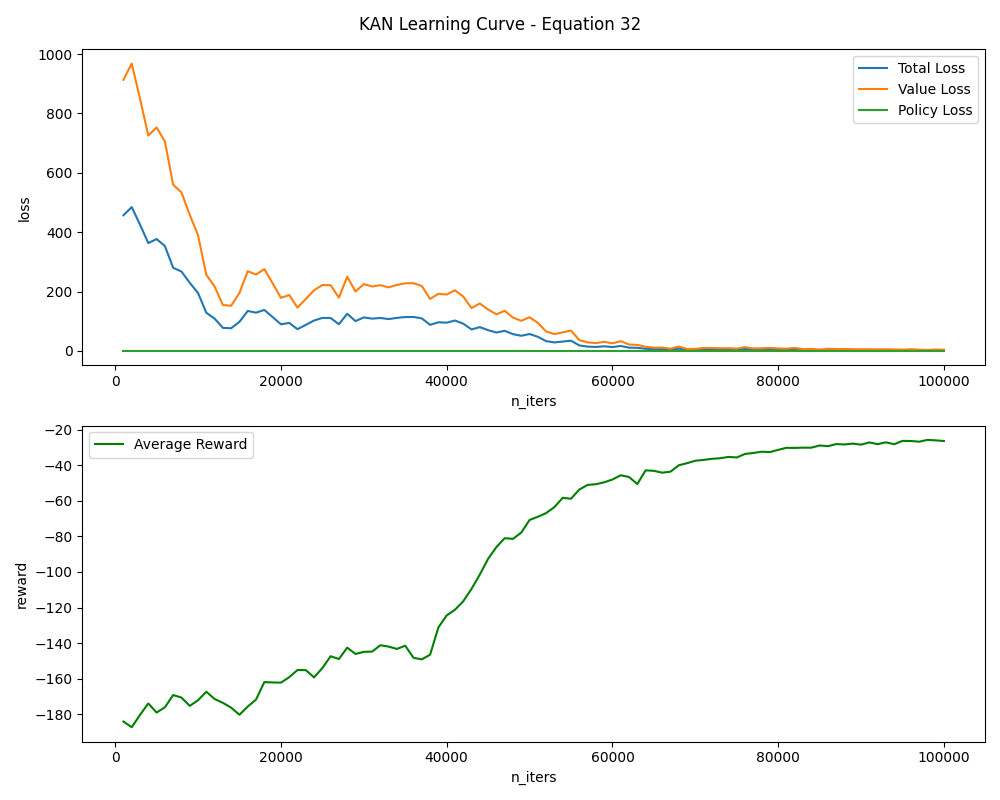 KAN Learning Curve - Equation 32
1000
800
600
400
200
0
loss
Total Loss
Value Loss
Policy Loss
0 20000 40000 60000 80000 100000
n_iters
−20
−40
−60
−80
−100
−120
−140
−160
−180
reward
Average Reward
0 20000 40000 60000 80000 100000
n_iters